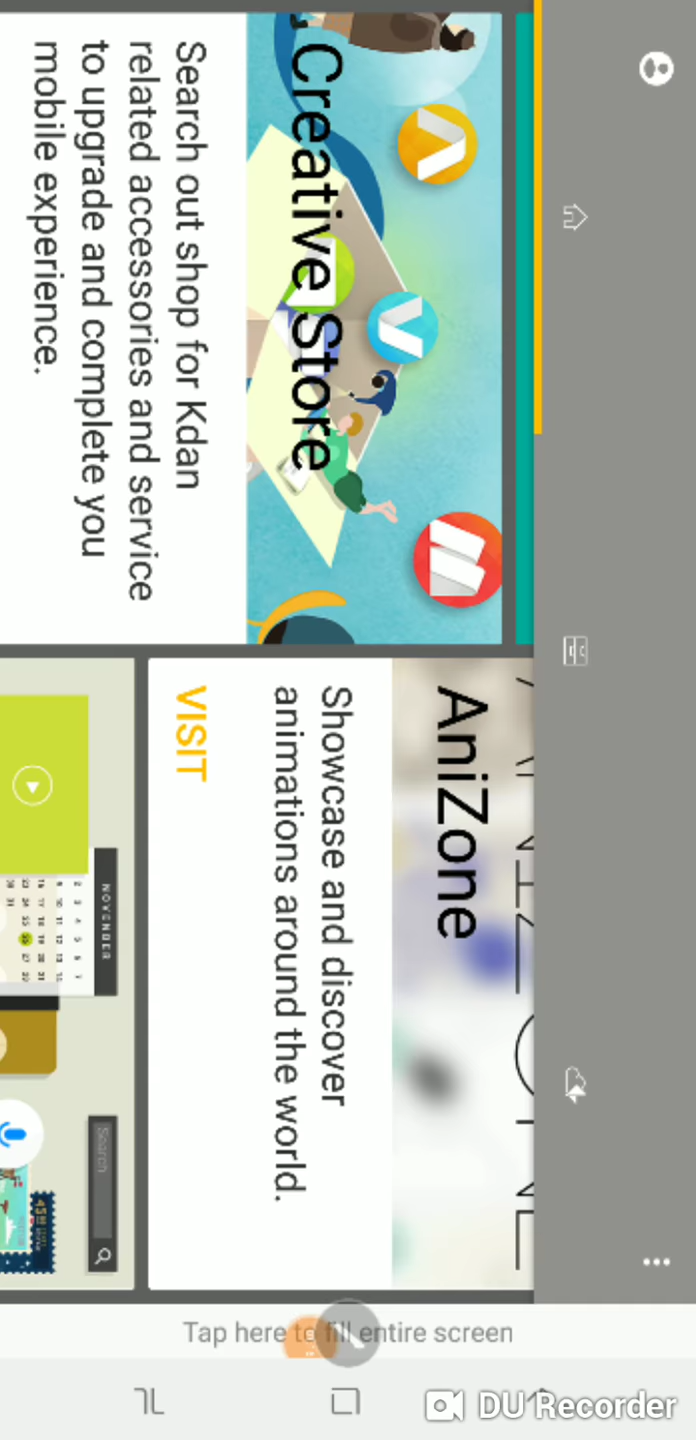 Creative Store
Search out shop for Kdan
related accessories and service
to upgrade and complete you
mobile experience.
AniZone
Showcase and discover
animations around the world.
VISIT
NOVEMBER
Search
Tap here to fill entire screen
DU Recorder